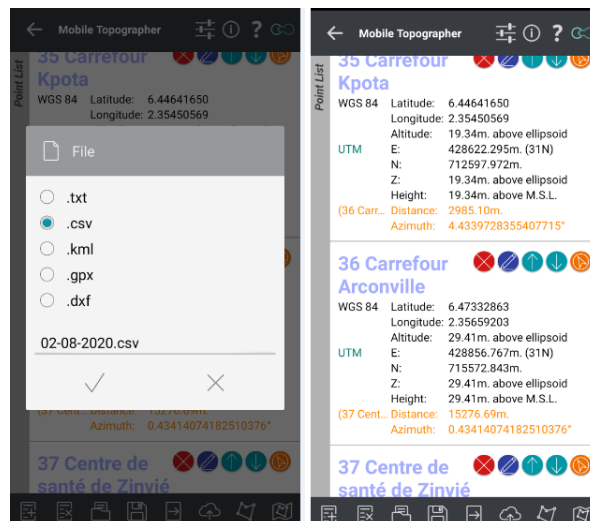 Mobile Topographer
Point List
35 Carrefour
Kpota
WGS 84 Latitude: 6.44641650
Longitude: 2.35450569
File
.txt
.csv
.kml
.gpx
.dxf
02-08-2020.csv
(37 Cent... Distance: 15276.69m.
Azimuth: 0.43414074182510376°
37 Centre de
santé de Zinvié
Mobile Topographer
Point List
35 Carrefour
Kpota
WGS 84 Latitude: 6.44641650
Longitude: 2.35450569
Altitude: 19.34m. above ellipsoid
UTM E: 428622.295m. (31N)
N: 712597.972m.
Z: 19.34m. above ellipsoid
Height: 19.34m. above M.S.L.
(36 Carr... Distance: 2985.10m.
Azimuth: 4.4339728355407715°
36 Carrefour
Arconville
WGS 84 Latitude: 6.47332863
Longitude: 2.35659203
Altitude: 29.41m. above ellipsoid
UTM E: 428856.767m. (31N)
N: 715572.843m.
Z: 29.41m. above ellipsoid
Height: 29.41m. above M.S.L.
(37 Cent... Distance: 15276.69m.
Azimuth: 0.43414074182510376°
37 Centre de
santé de Zinvié